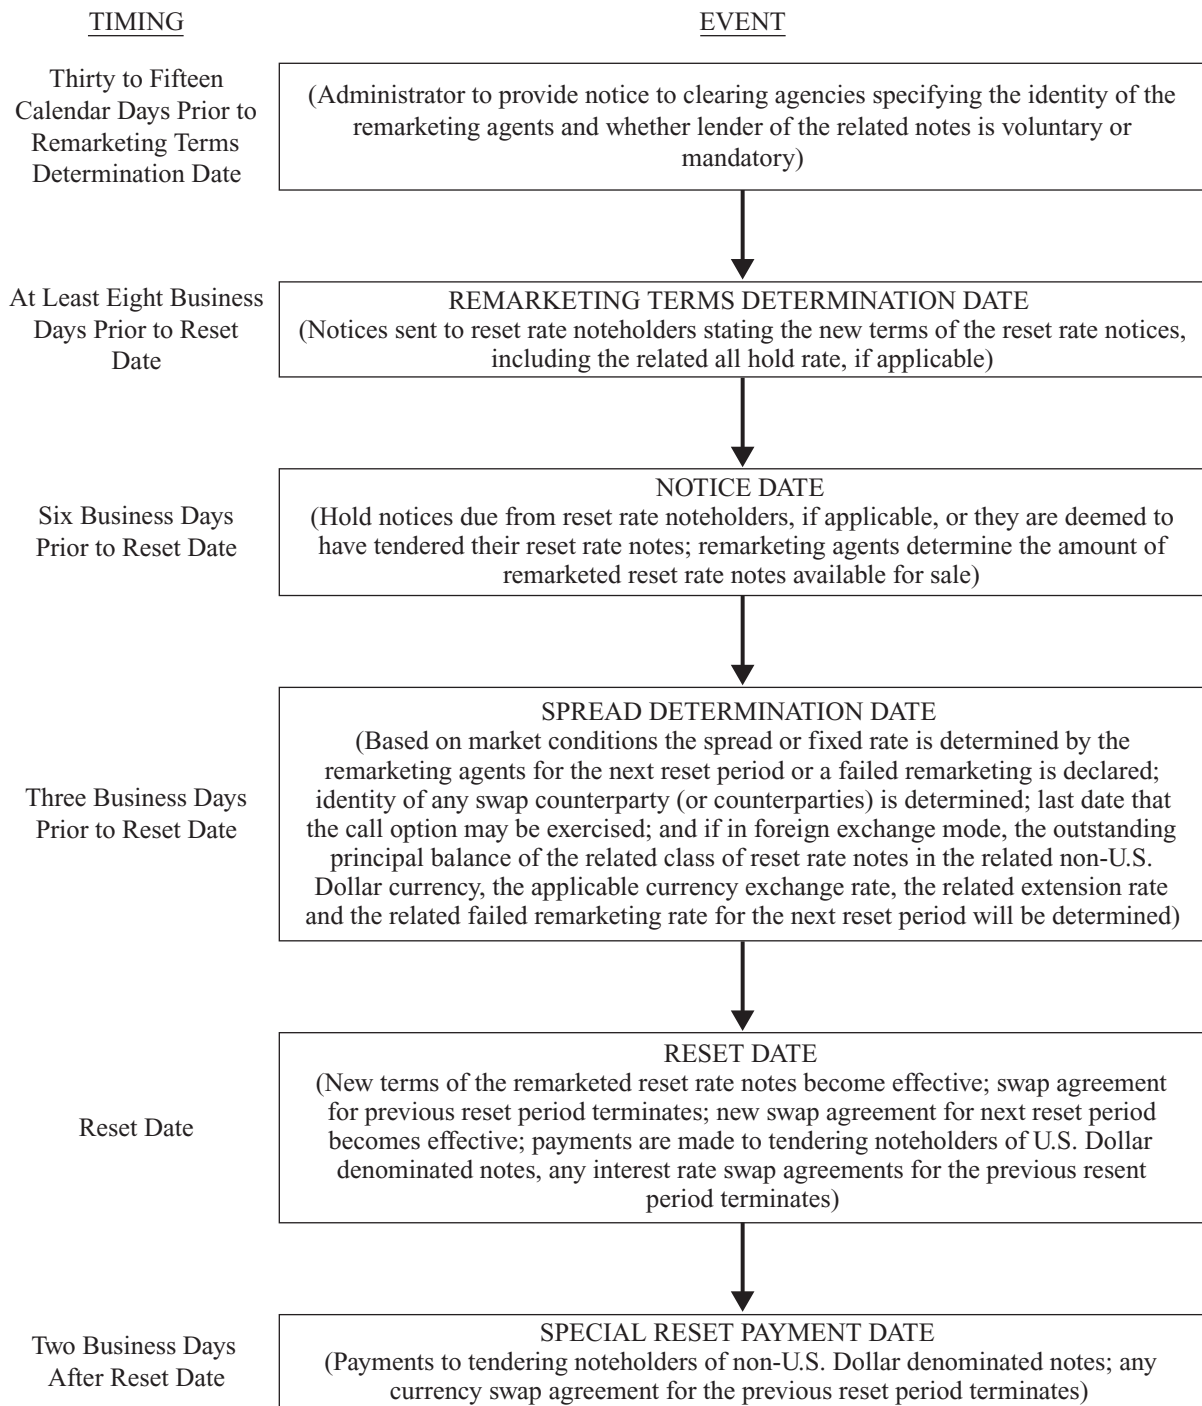 TIMING
EVENT
Thirty to Fifteen
Calendar Days Prior to
Remarketing Terms
Determination Date
(Administrator to provide notice to clearing agencies specifying the identity of the
remarketing agents and whether lender of the related notes is voluntary or
mandatory)
At Least Eight Business
Days Prior to Reset
Date
REMARKETING TERMS DETERMINATION DATE
(Notices sent to reset rate noteholders stating the new terms of the reset rate notices,
including the related all hold rate, if applicable)
Six Business Days
Prior to Reset Date
NOTICE DATE
(Hold notices due from reset rate noteholders, if applicable, or they are deemed to
have tendered their reset rate notes; remarketing agents determine the amount of
remarketed reset rate notes available for sale)
Three Business Days
Prior to Reset Date
SPREAD DETERMINATION DATE
(Based on market conditions the spread or fixed rate is determined by the
remarketing agents for the next reset period or a failed remarketing is declared;
identity of any swap counterparty (or counterparties) is determined; last date that
the call option may be exercised; and if in foreign exchange mode, the outstanding
principal balance of the related class of reset rate notes in the related non-U.S.
Dollar currency, the applicable currency exchange rate, the related extension rate
and the related failed remarketing rate for the next reset period will be determined)
Reset Date
RESET DATE
(New terms of the remarketed reset rate notes become effective; swap agreement
for previous reset period terminates; new swap agreement for next reset period
becomes effective; payments are made to tendering noteholders of U.S. Dollar
denominated notes, any interest rate swap agreements for the previous resent
period terminates)
Two Business Days
After Reset Date
SPECIAL RESET PAYMENT DATE
(Payments to tendering noteholders of non-U.S. Dollar denominated notes; any
currency swap agreement for the previous reset period terminates)